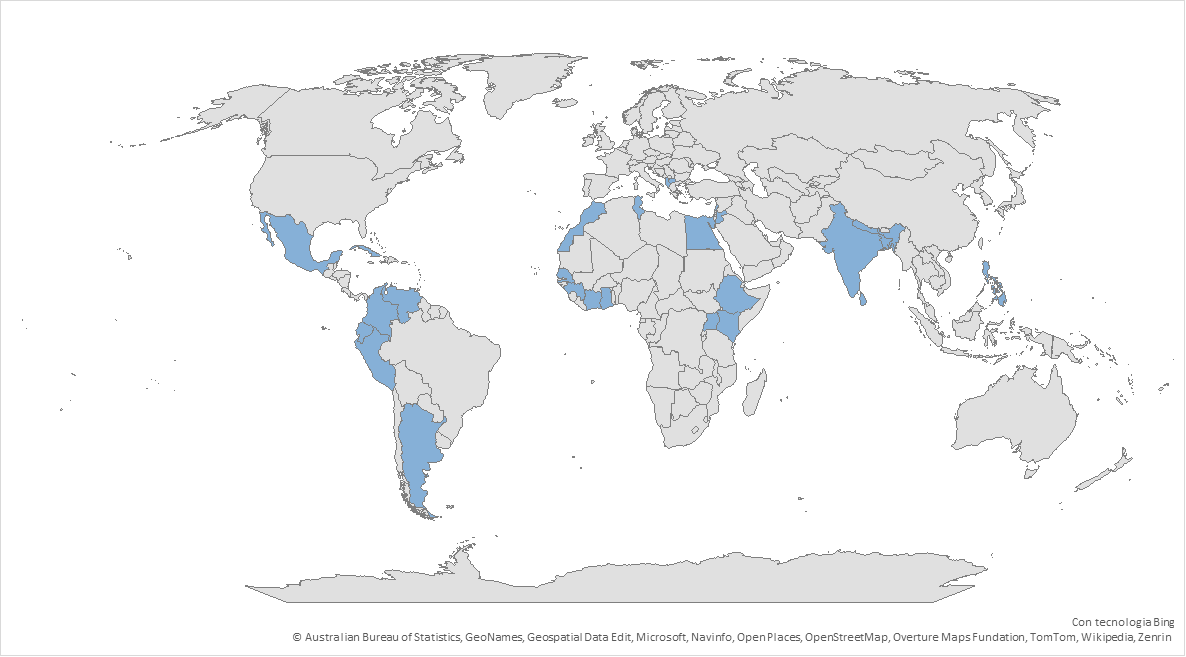 Con tecnologia Bing
© Australian Bureau of Statistics, GeoNames, Geospatial Data Edit, Microsoft, Navinfo, Open Places, OpenStreetMap, Overture Maps Fundation, TomTom, Wikipedia, Zenrin